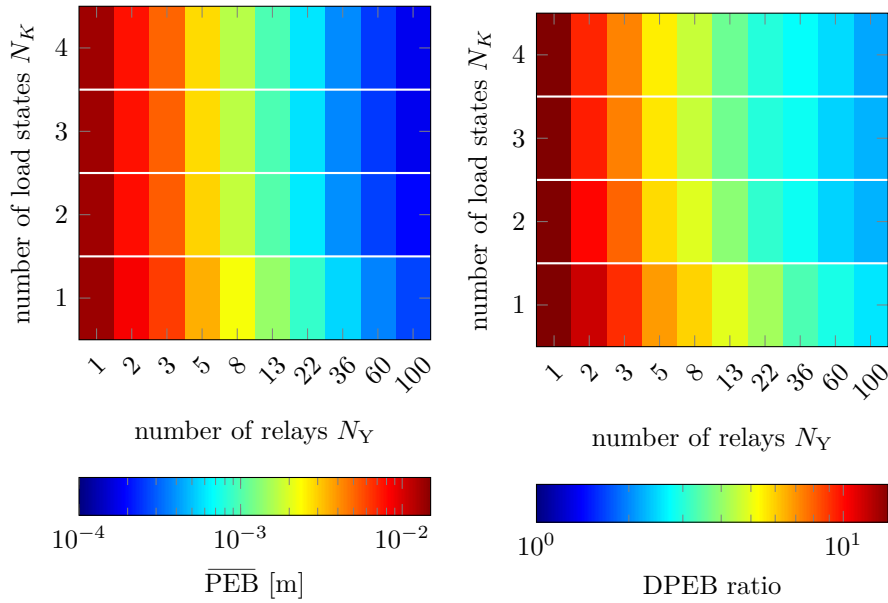 number of load states N_K
4
3
2
1
1 2 3 5 8 13 22 36 60 100
number of relays N_Y
10^-4 10^-3 10^-2
PEB [m]
number of load states N_K
4
3
2
1
1 2 3 5 8 13 22 36 60 100
number of relays N_Y
10^0 10^1
DPEB ratio